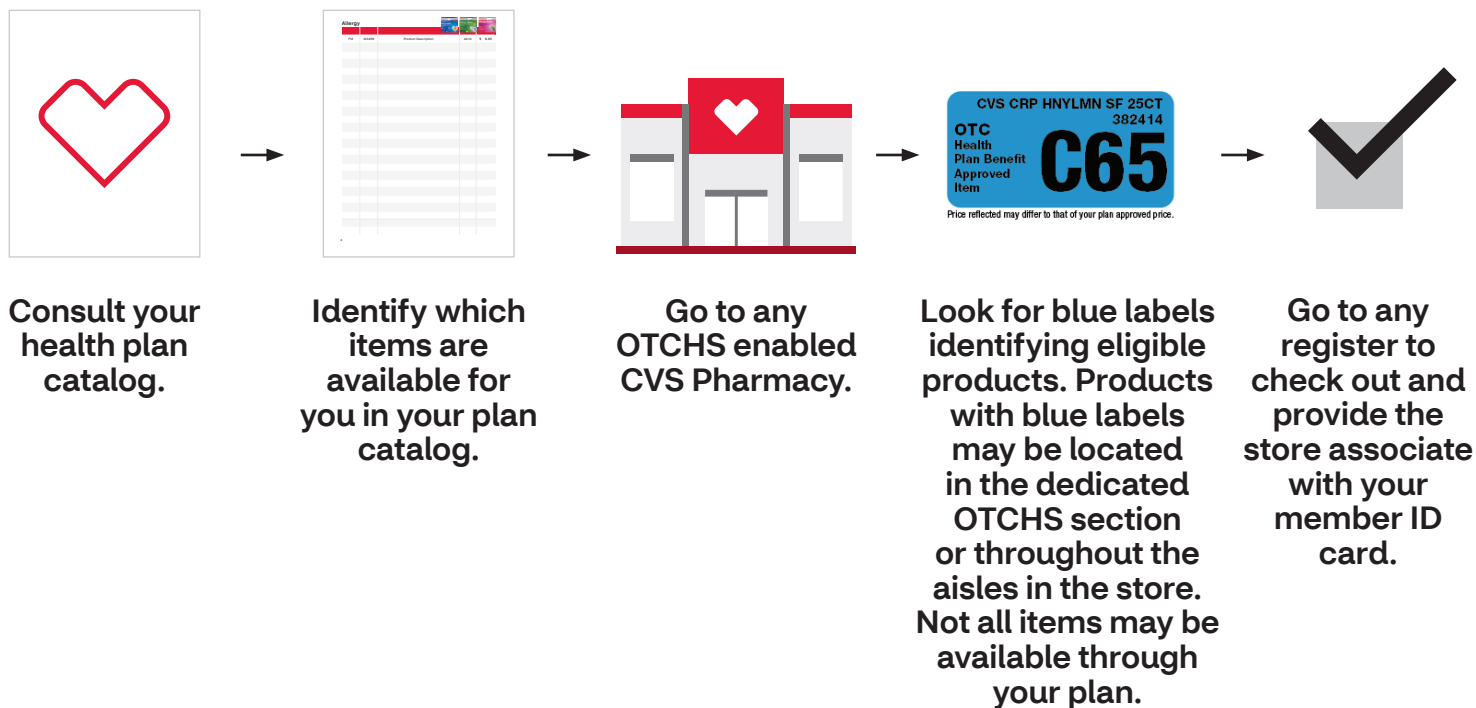 Allergy
Product Description
Consult your
health plan
catalog.
Identify which
items are
available for
you in your plan
catalog.
Go to any
OTCHS enabled
CVS Pharmacy.
CVS CRP HNYLMN SF 25CT
382414
OTC
Health
Plan Benefit
Approved
Item
C65
Price reflected may differ to that of your plan approved price.
Look for blue labels
identifying eligible
products. Products
with blue labels
may be located
in the dedicated
OTCHS section
or throughout the
aisles in the store.
Not all items may be
available through
your plan.
Go to any
register to
check out and
provide the
store associate
with your
member ID
card.